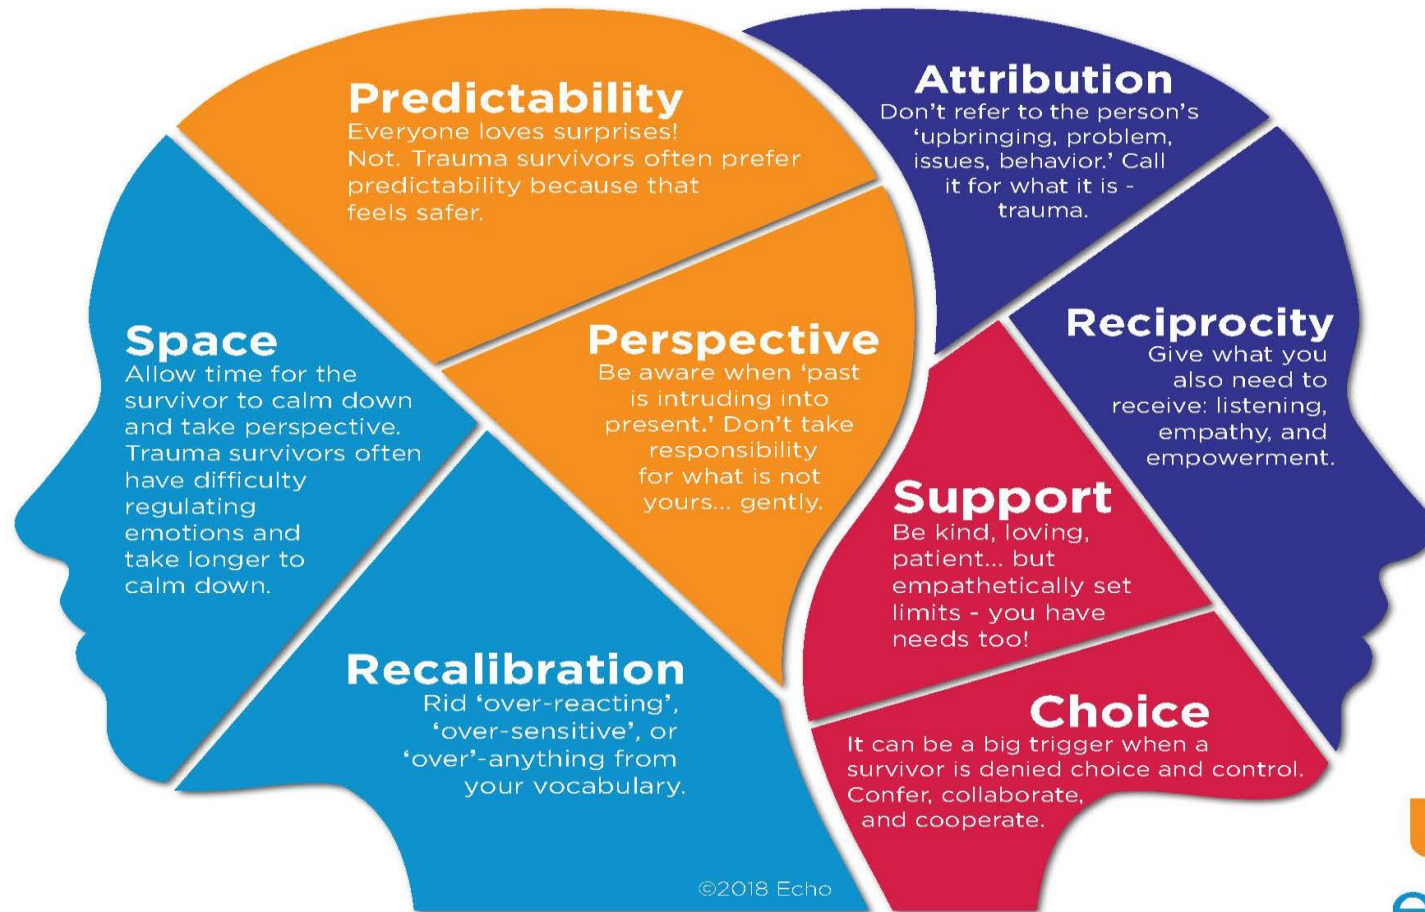 Predictability
Everyone loves surprises!
Not. Trauma survivors often prefer
predictability because that
feels safer.
Attribution
Don't refer to the person's
'upbringing, problem,
issues, behavior.' Call
it for what it is -
trauma.
Space
Allow time for the
survivor to calm down
and take perspective.
Trauma survivors often
have difficulty
regulating
emotions and
take longer to
calm down.
Perspective
Be aware when 'past
is intruding into
present.' Don't take
responsibility
for what is not
yours... gently.
Reciprocity
Give what you
also need to
receive: listening,
empathy, and
empowerment.
Support
Be kind, loving,
patient... but
empathetically set
limits - you have
needs too!
Recalibration
Rid 'over-reacting',
'over-sensitive', or
'over'-anything from
your vocabulary.
Choice
It can be a big trigger when a
survivor is denied choice and control.
Confer, collaborate,
and cooperate.
©2018 Echo